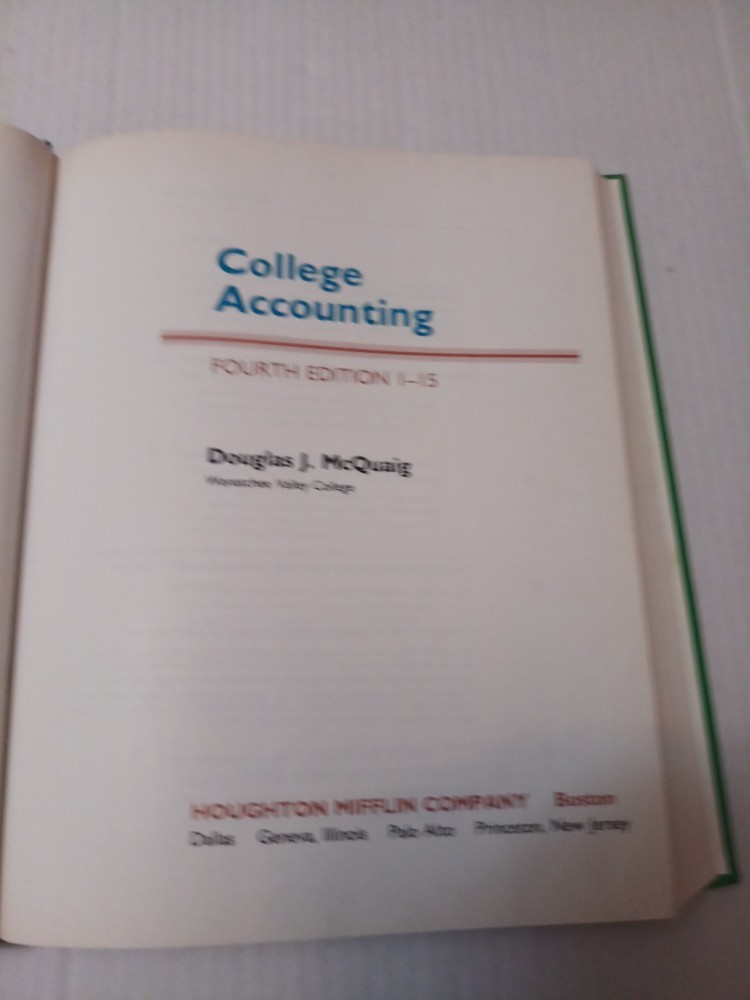 College
Accounting
FOURTH EDITION 1-15
Douglas J. McQuaig
Wenatchee Valley College
HOUGHTON MIFFLIN COMPANY Boston
Dallas Geneva, Illinois Palo Alto Princeton, New Jersey